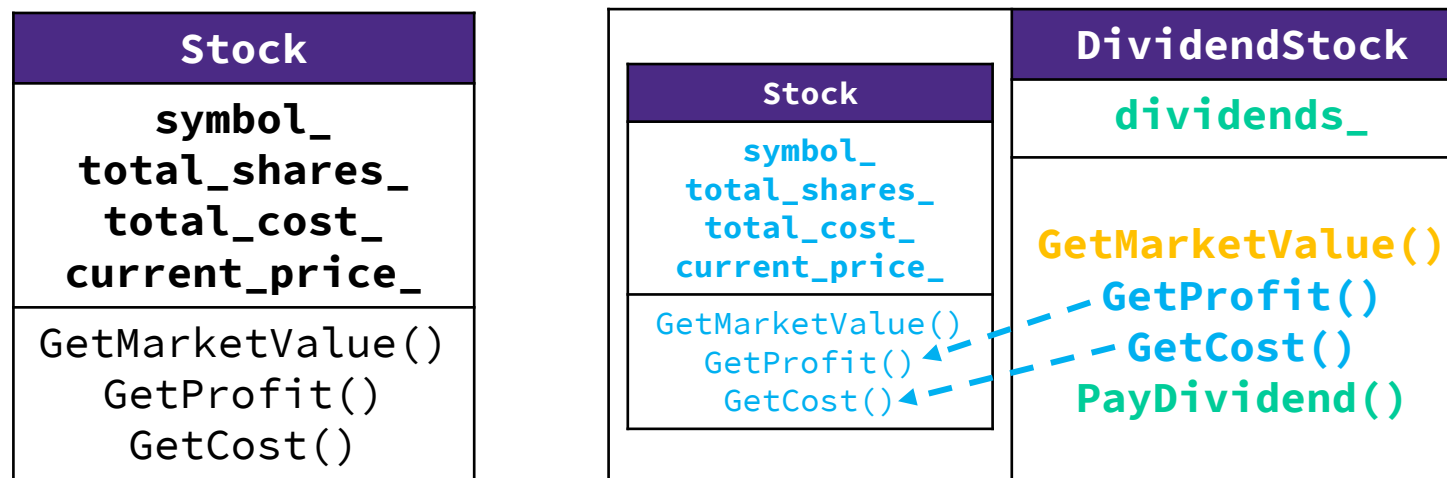 Stock
symbol_
total_shares_
total_cost_
current_price_
GetMarketValue()
GetProfit()
GetCost()
Stock
symbol_
total_shares_
total_cost_
current_price_
GetMarketValue()
GetProfit()
GetCost()
DividendStock
dividends_
GetMarketValue()
GetProfit()
GetCost()
PayDividend()